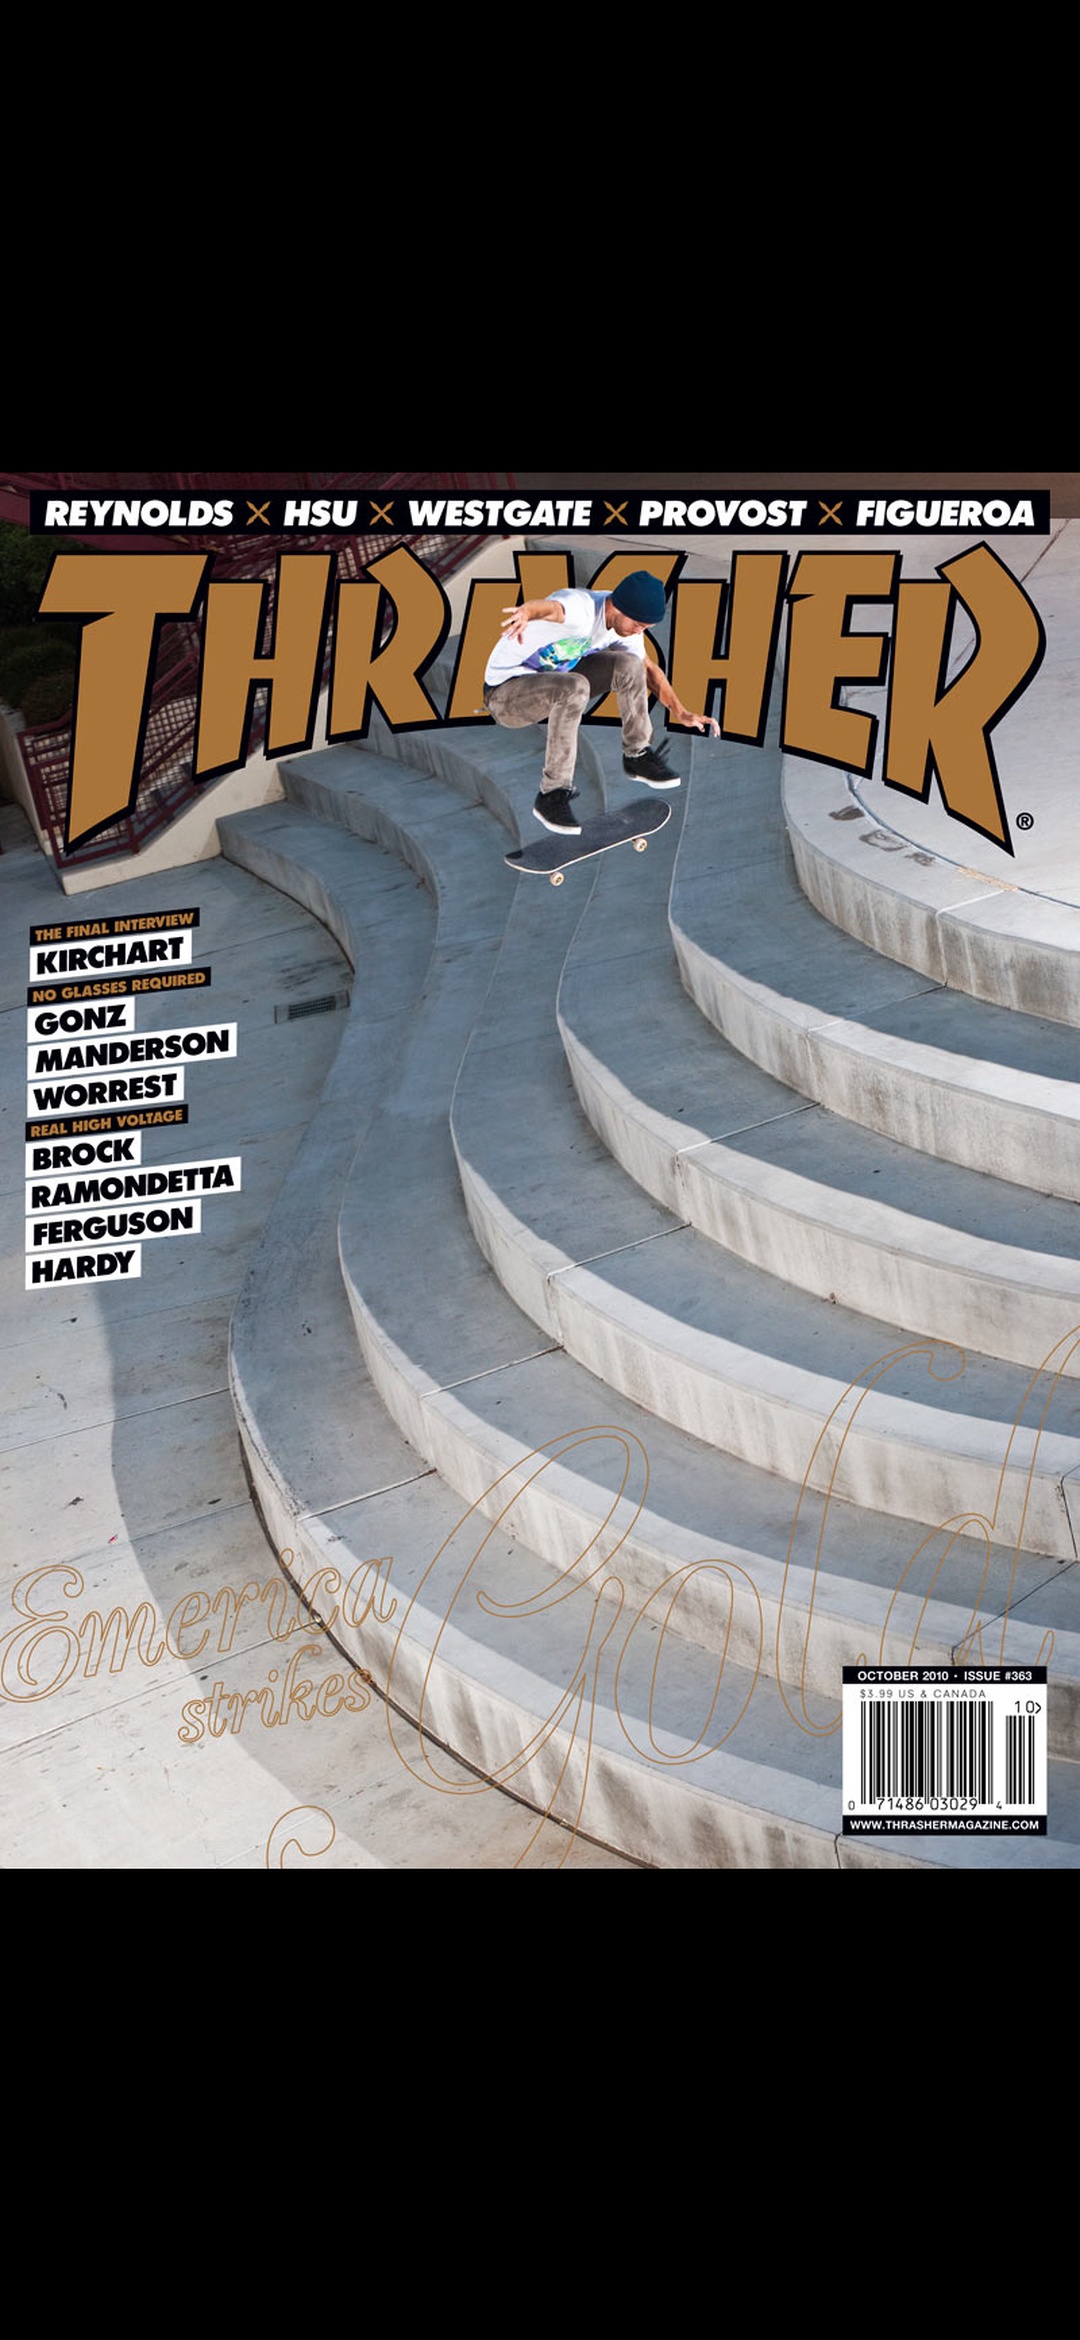 REYNOLDS X HSU X WESTGATE X PROVOST X FIGUEROA
THRASHER®
THE FINAL INTERVIEW
KIRCHART
NO GLASSES REQUIRED
GONZ
MANDERSON
WORREST
REAL HIGH VOLTAGE
BROCK
RAMONDETTA
FERGUSON
HARDY
Emerica
strikes
Gold
OCTOBER 2010 • ISSUE #363
$3.99 US & CANADA
10>
0 71486 03029 4
WWW.THRASHERMAGAZINE.COM